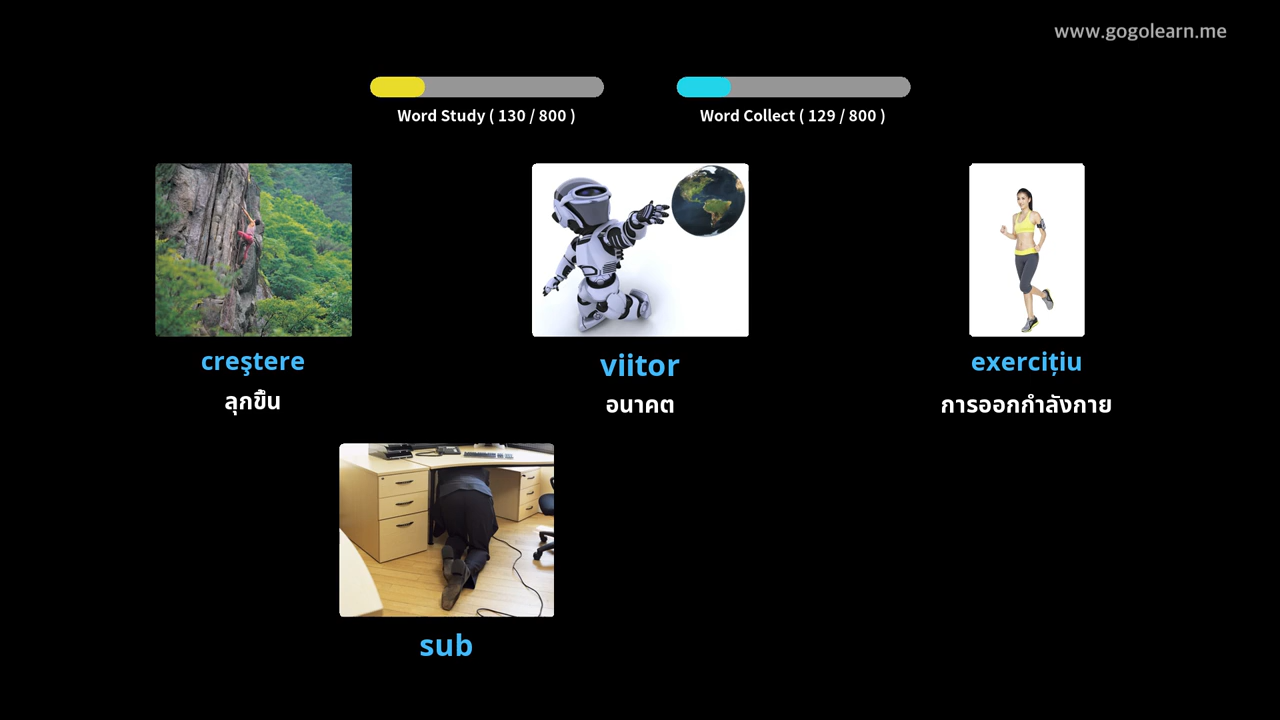 www.gogolearn.me
Word Study ( 130 / 800 )
Word Collect ( 129 / 800 )
creştere
viitor
exercițiu
ลุกขึ้น
อนาคต
การออกกำลังกาย
sub